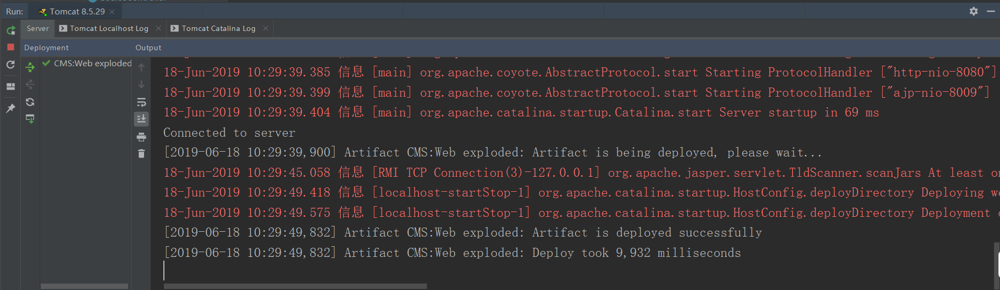 Run: Tomcat 8.5.29
Server Tomcat Localhost Log Tomcat Catalina Log
Deployment Output
CMS:Web exploded
18-Jun-2019 10:29:39.385 信息 [main] org.apache.coyote.AbstractProtocol.start Starting ProtocolHandler ["http-nio-8080"]
18-Jun-2019 10:29:39.399 信息 [main] org.apache.coyote.AbstractProtocol.start Starting ProtocolHandler ["ajp-nio-8009"]
18-Jun-2019 10:29:39.404 信息 [main] org.apache.catalina.startup.Catalina.start Server startup in 69 ms
Connected to server
[2019-06-18 10:29:39,900] Artifact CMS:Web exploded: Artifact is being deployed, please wait...
18-Jun-2019 10:29:45.058 信息 [RMI TCP Connection(3)-127.0.0.1] org.apache.jasper.servlet.TldScanner.scanJars At least
18-Jun-2019 10:29:49.418 信息 [localhost-startStop-1] org.apache.catalina.startup.HostConfig.deployDirectory Deploying
18-Jun-2019 10:29:49.575 信息 [localhost-startStop-1] org.apache.catalina.startup.HostConfig.deployDirectory Deployment
[2019-06-18 10:29:49,832] Artifact CMS:Web exploded: Artifact is deployed successfully
[2019-06-18 10:29:49,832] Artifact CMS:Web exploded: Deploy took 9,932 milliseconds